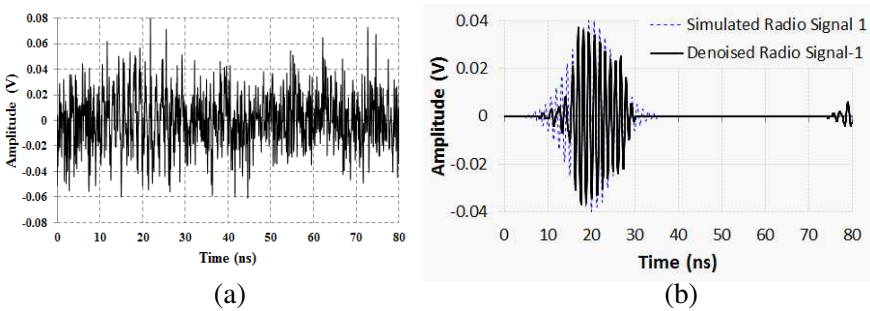 0.08
0.06
0.04
0.02
0
-0.02
-0.04
-0.06
-0.08
Amplitude (V)
0 10 20 30 40 50 60 70 80
Time (ns)
(a)
0.04
0.02
0
-0.02
-0.04
Amplitude (V)
Simulated Radio Signal 1
Denoised Radio Signal-1
0 10 20 30 40 50 60 70 80
Time (ns)
(b)